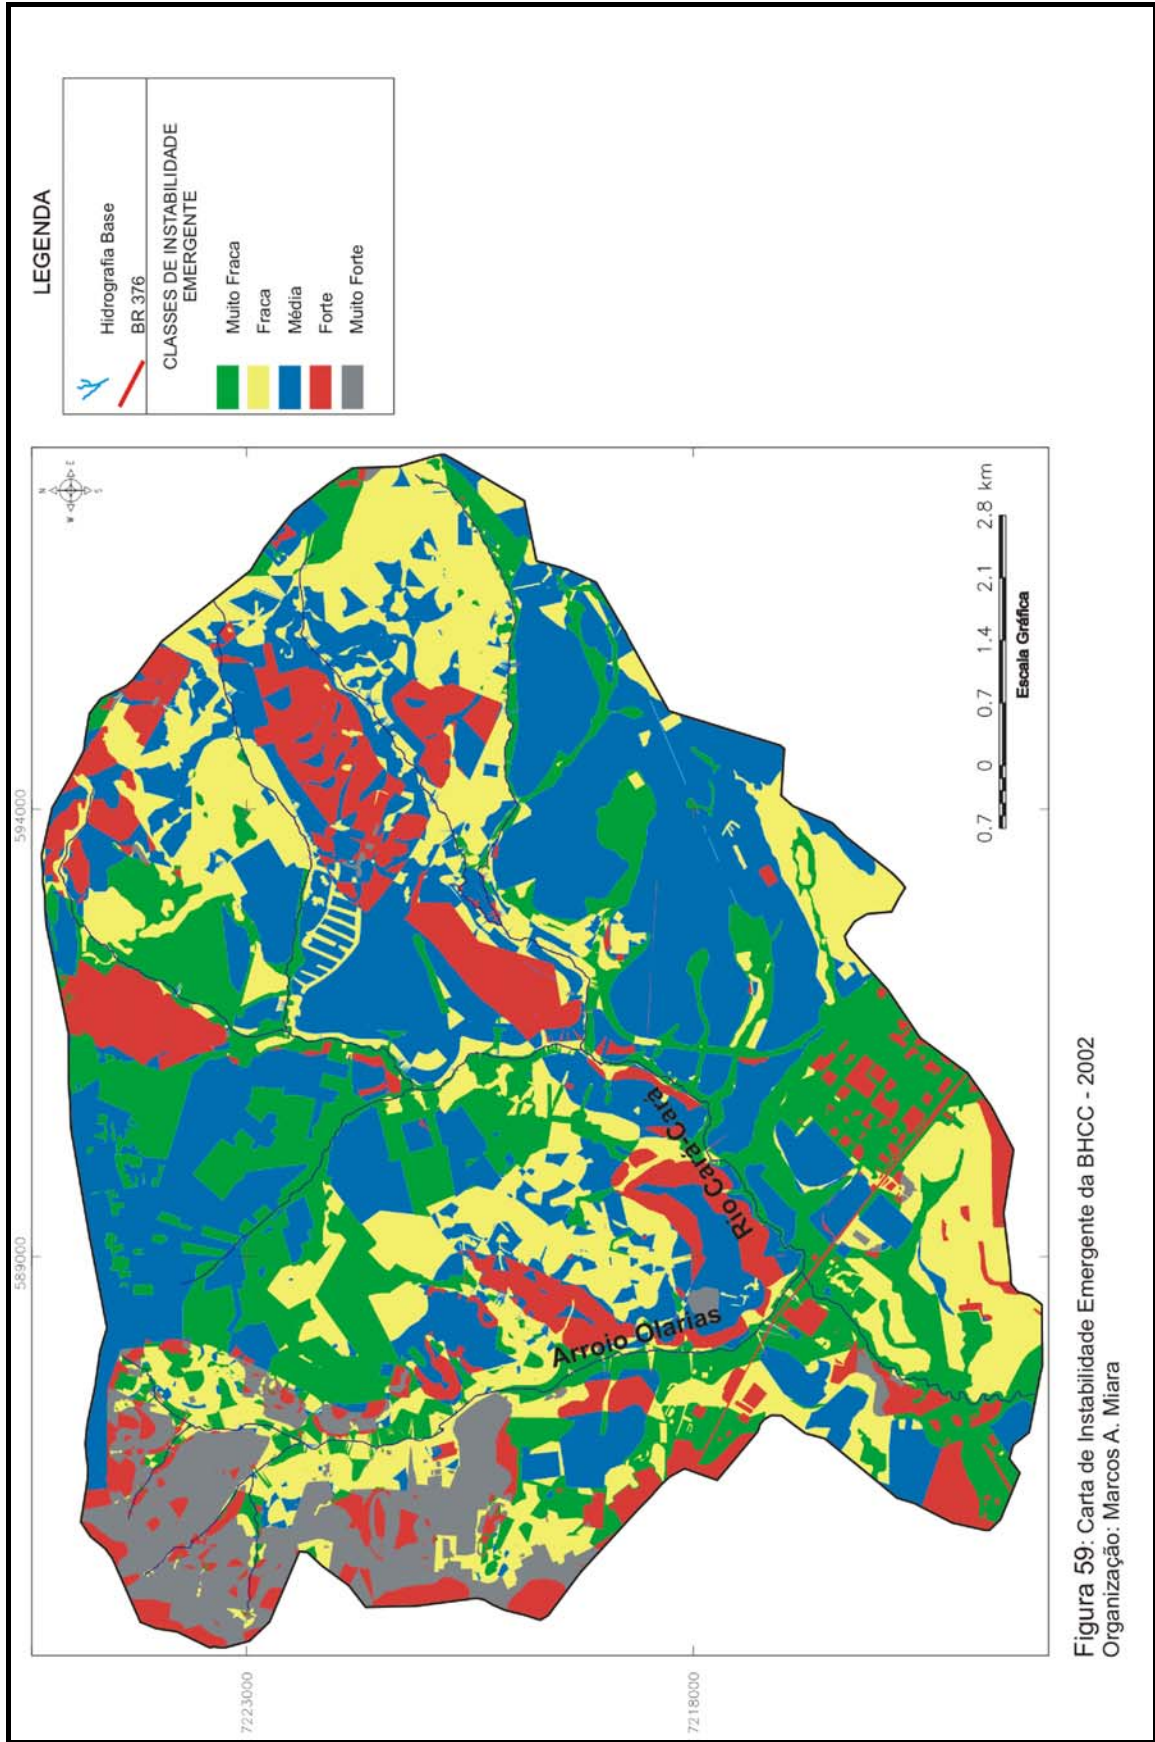 LEGENDA
Hidrografia Base
BR 376
CLASSES DE INSTABILIDADE
EMERGENTE
Muito Fraca
Fraca
Média
Forte
Muito Forte
N
W
E
S
589000
594000
7223000
7218000
Arroio Olarias
Rio Cará-Cará
0.7
0
0.7
1.4
2.1
2.8 km
Escala Gráfica
Figura 59: Carta de Instabilidade Emergente da BHCC - 2002
Organização: Marcos A. Miara